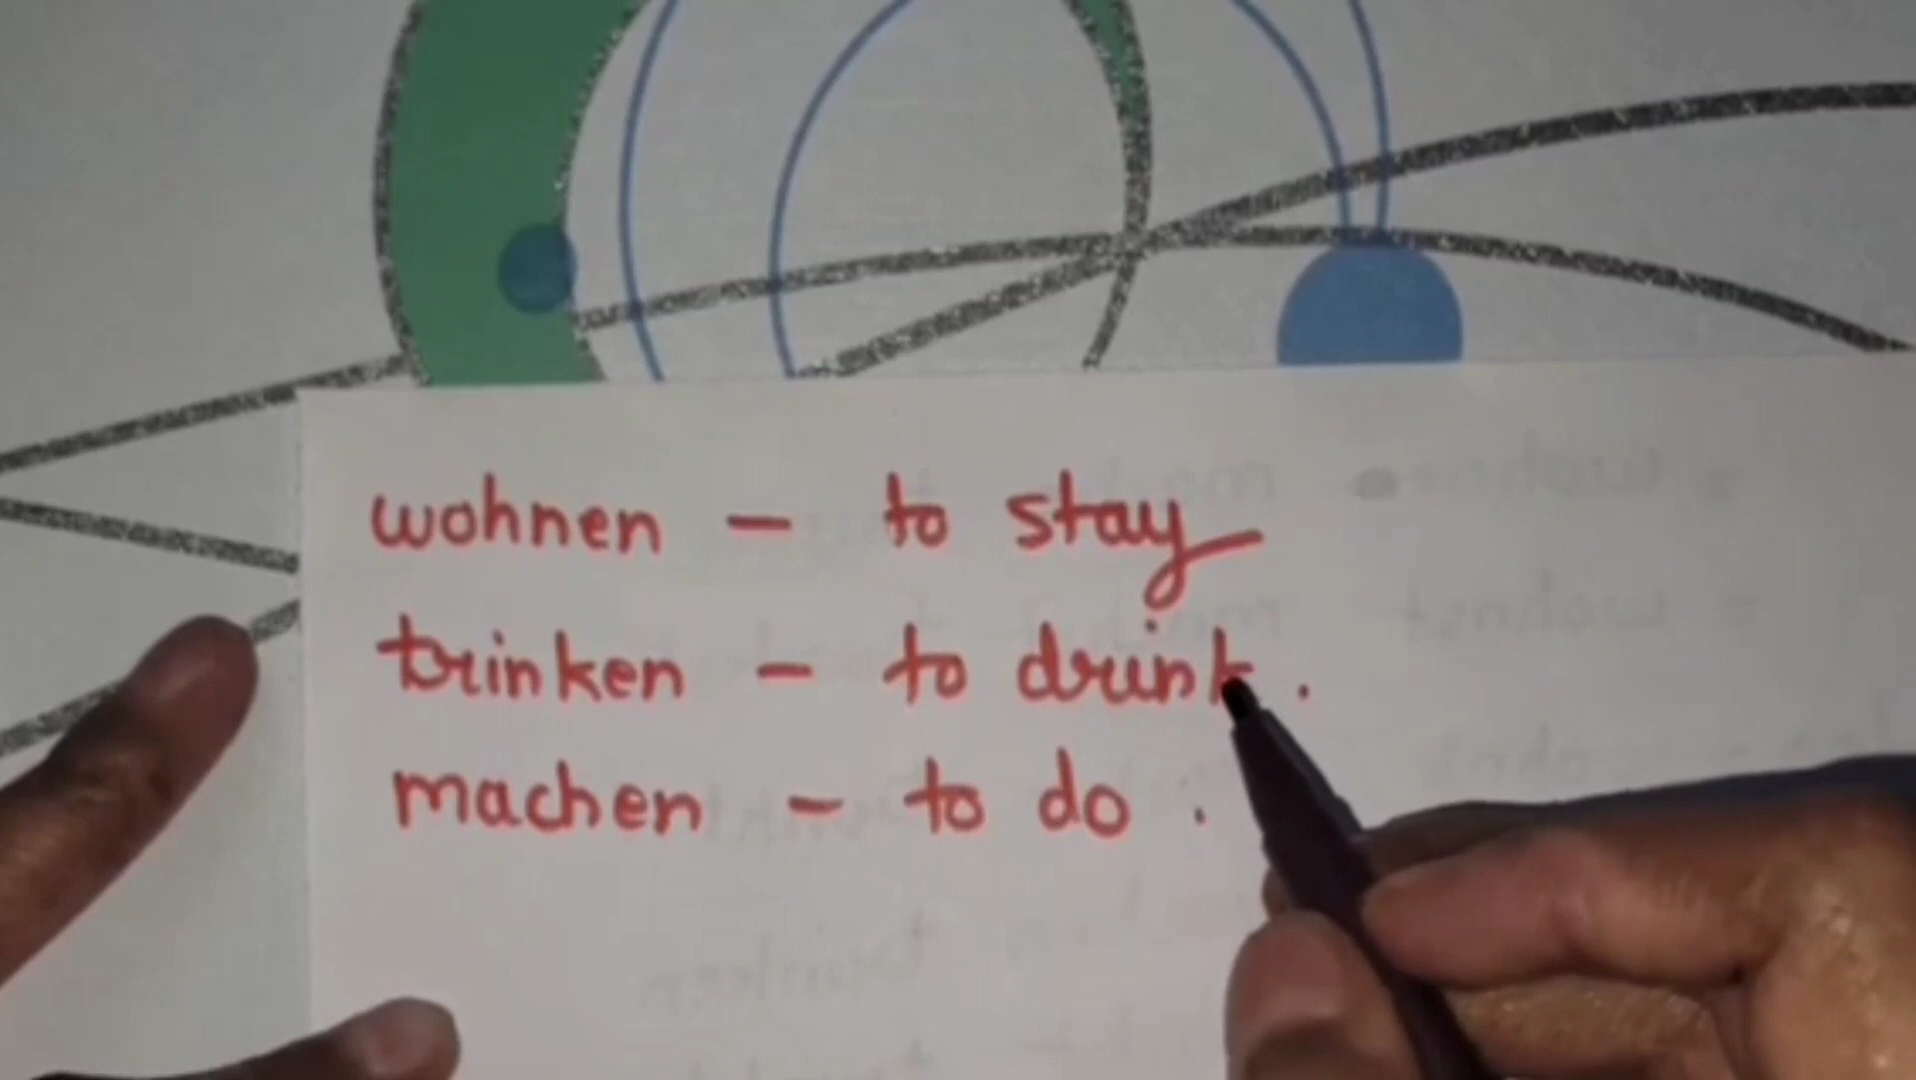 wohnen - to stay
trinken - to drink.
machen - to do.